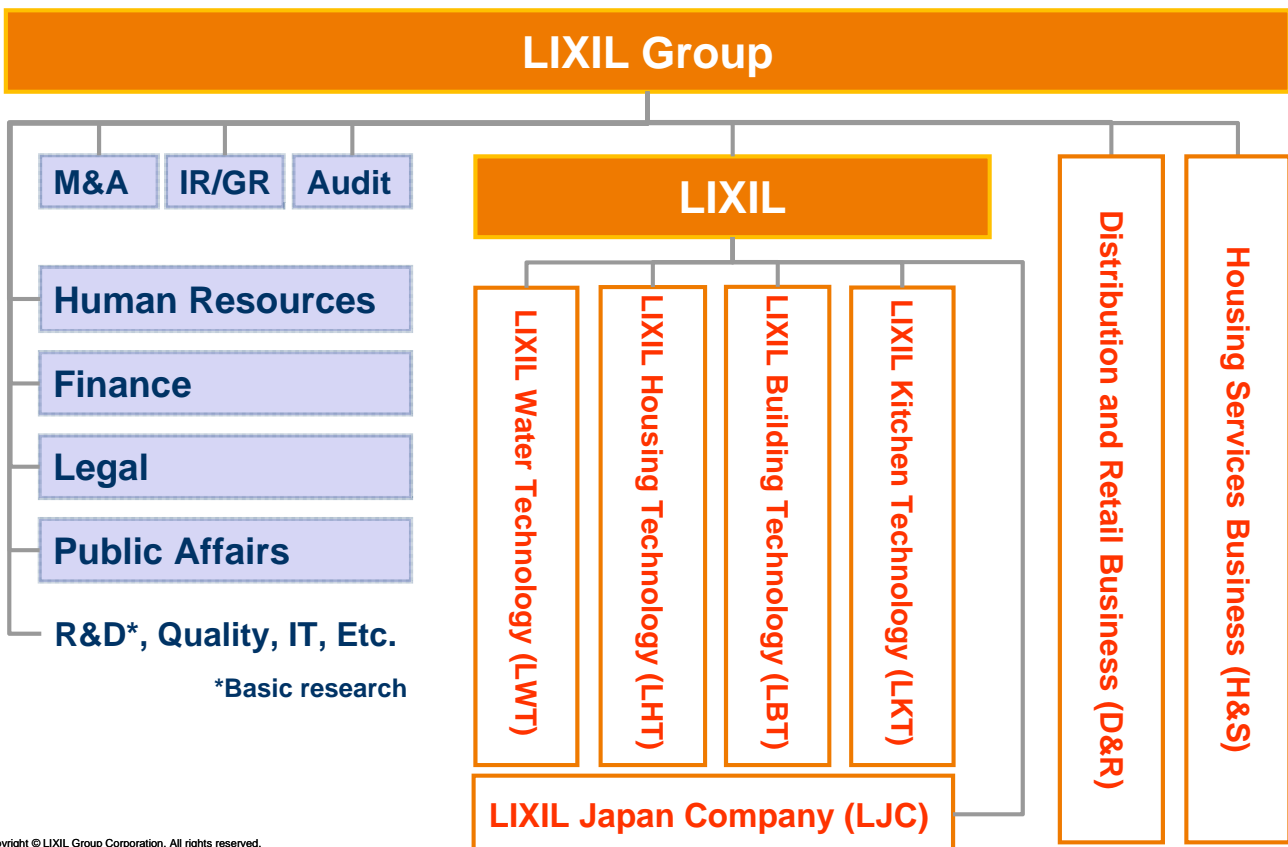 LIXIL Group
M&A
IR/GR
Audit
LIXIL
Human Resources
Finance
Legal
Public Affairs
R&D*, Quality, IT, Etc.
*Basic research
LIXIL Water Technology (LWT)
LIXIL Housing Technology (LHT)
LIXIL Building Technology (LBT)
LIXIL Kitchen Technology (LKT)
Distribution and Retail Business (D&R)
Housing Services Business (H&S)
LIXIL Japan Company (LJC)
vright © LIXIL Group Corporation. All rights reserved.